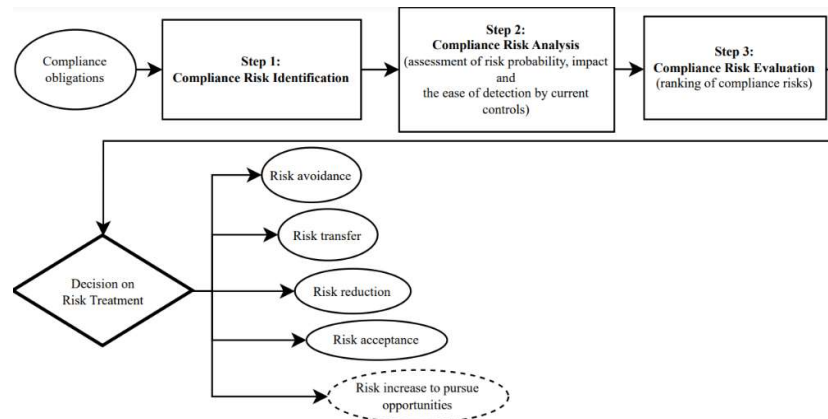 Compliance
obligations
Step 1:
Compliance Risk Identification
Step 2:
Compliance Risk Analysis
(assessment of risk probability, impact
and
the ease of detection by current
controls)
Step 3:
Compliance Risk Evaluation
(ranking of compliance risks)
Decision on
Risk Treatment
Risk avoidance
Risk transfer
Risk reduction
Risk acceptance
Risk increase to pursue
opportunities